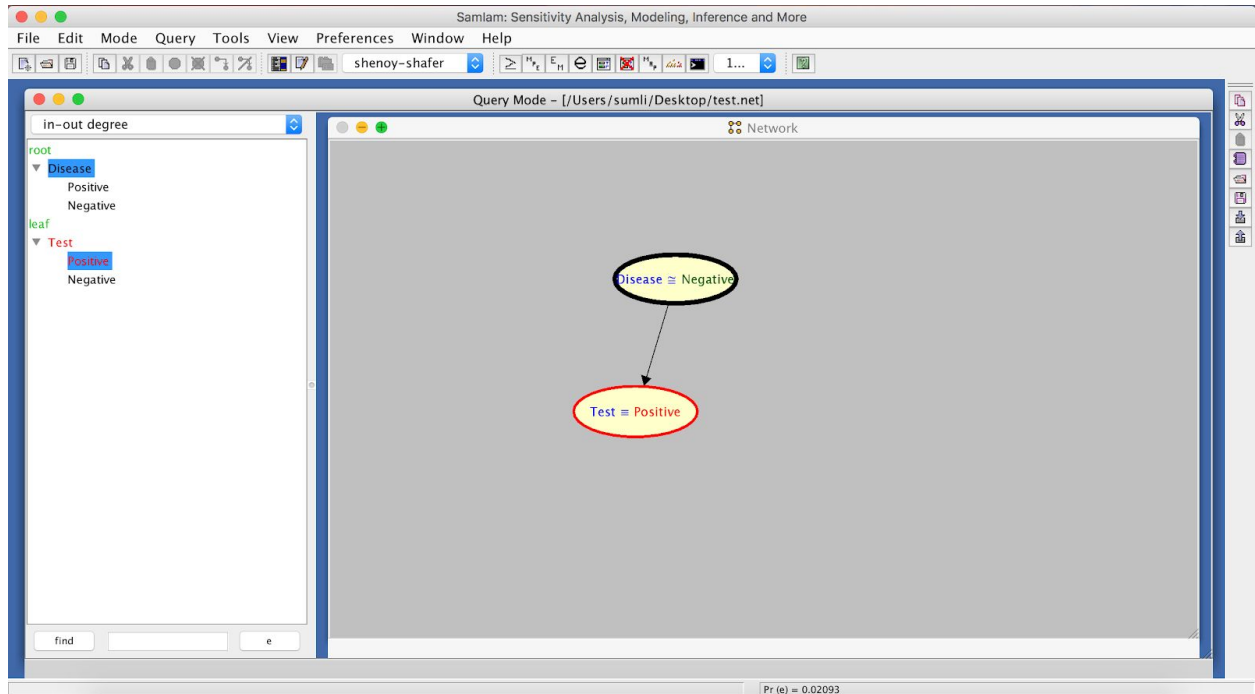 SamIam: Sensitivity Analysis, Modeling, Inference and More
File Edit Mode Query Tools View Preferences Window Help
shenoy-shafer 1...
Query Mode - [/Users/sumli/Desktop/test.net]
in-out degree
Network
root
Disease
Positive
Negative
leaf
Test
Positive
Negative
Disease ≅ Negative
Test ≡ Positive
find e
Pr (e) = 0.02093